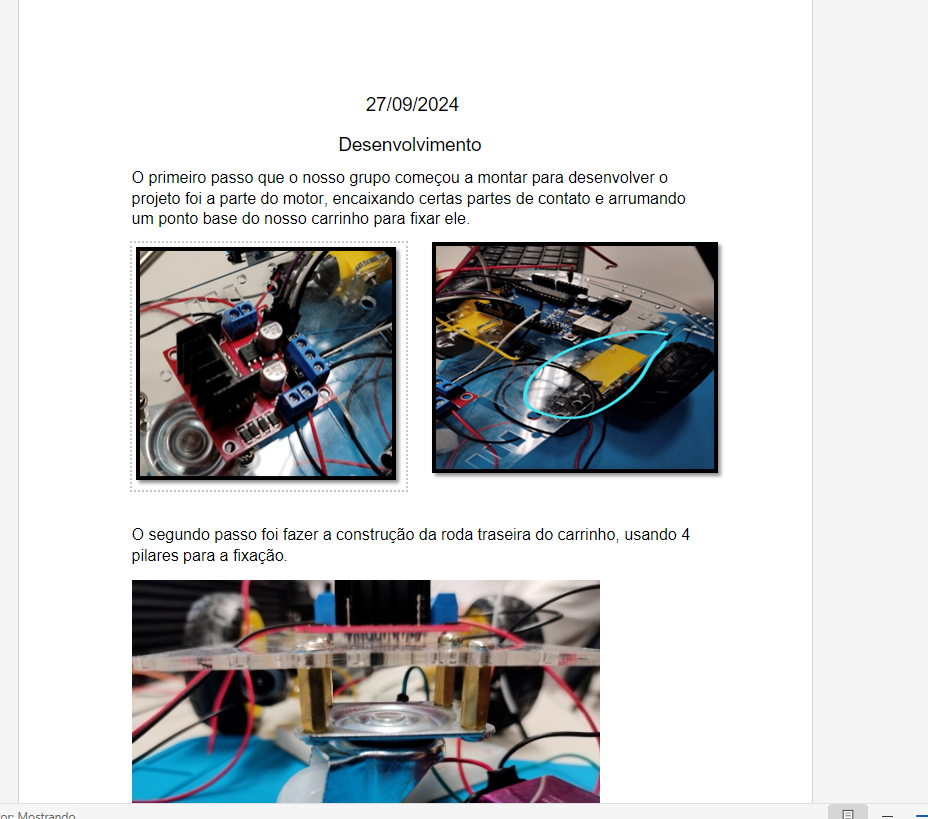 27/09/2024
Desenvolvimento
O primeiro passo que o nosso grupo começou a montar para desenvolver o
projeto foi a parte do motor, encaixando certas partes de contato e arrumando
um ponto base do nosso carrinho para fixar ele.
O segundo passo foi fazer a construção da roda traseira do carrinho, usando 4
pilares para a fixação.
or: Mostrando